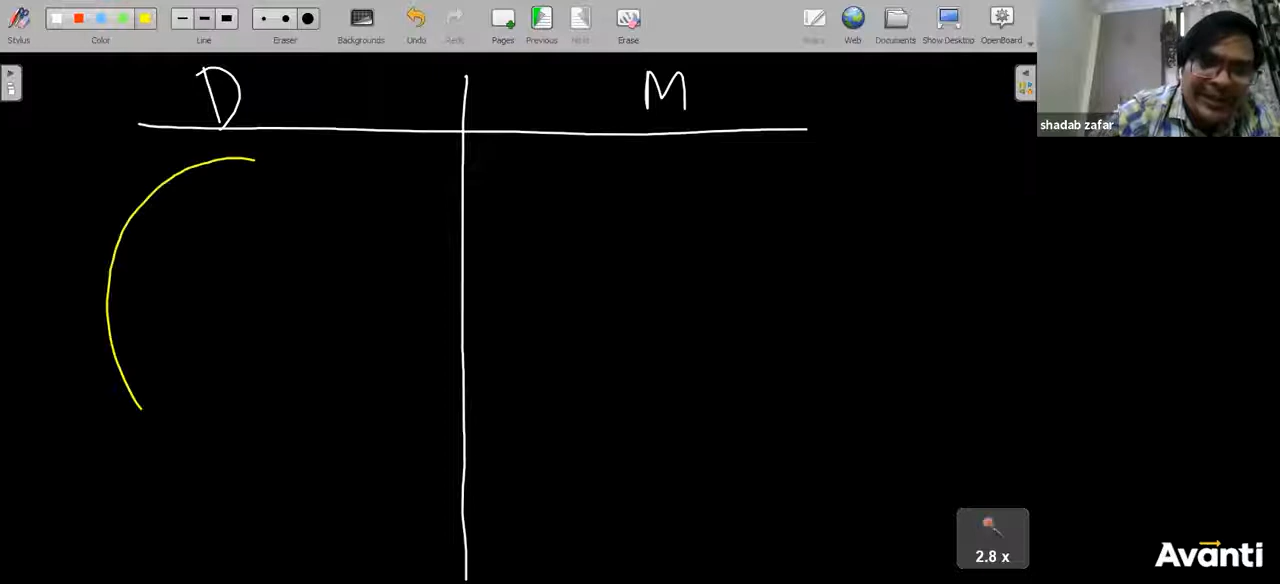 Stylus Color Line Eraser Backgrounds Undo Redo Pages Previous Erase Web Documents Show Desktop OpenBoard
shadab zafar
D M
2.8 x
Avanti